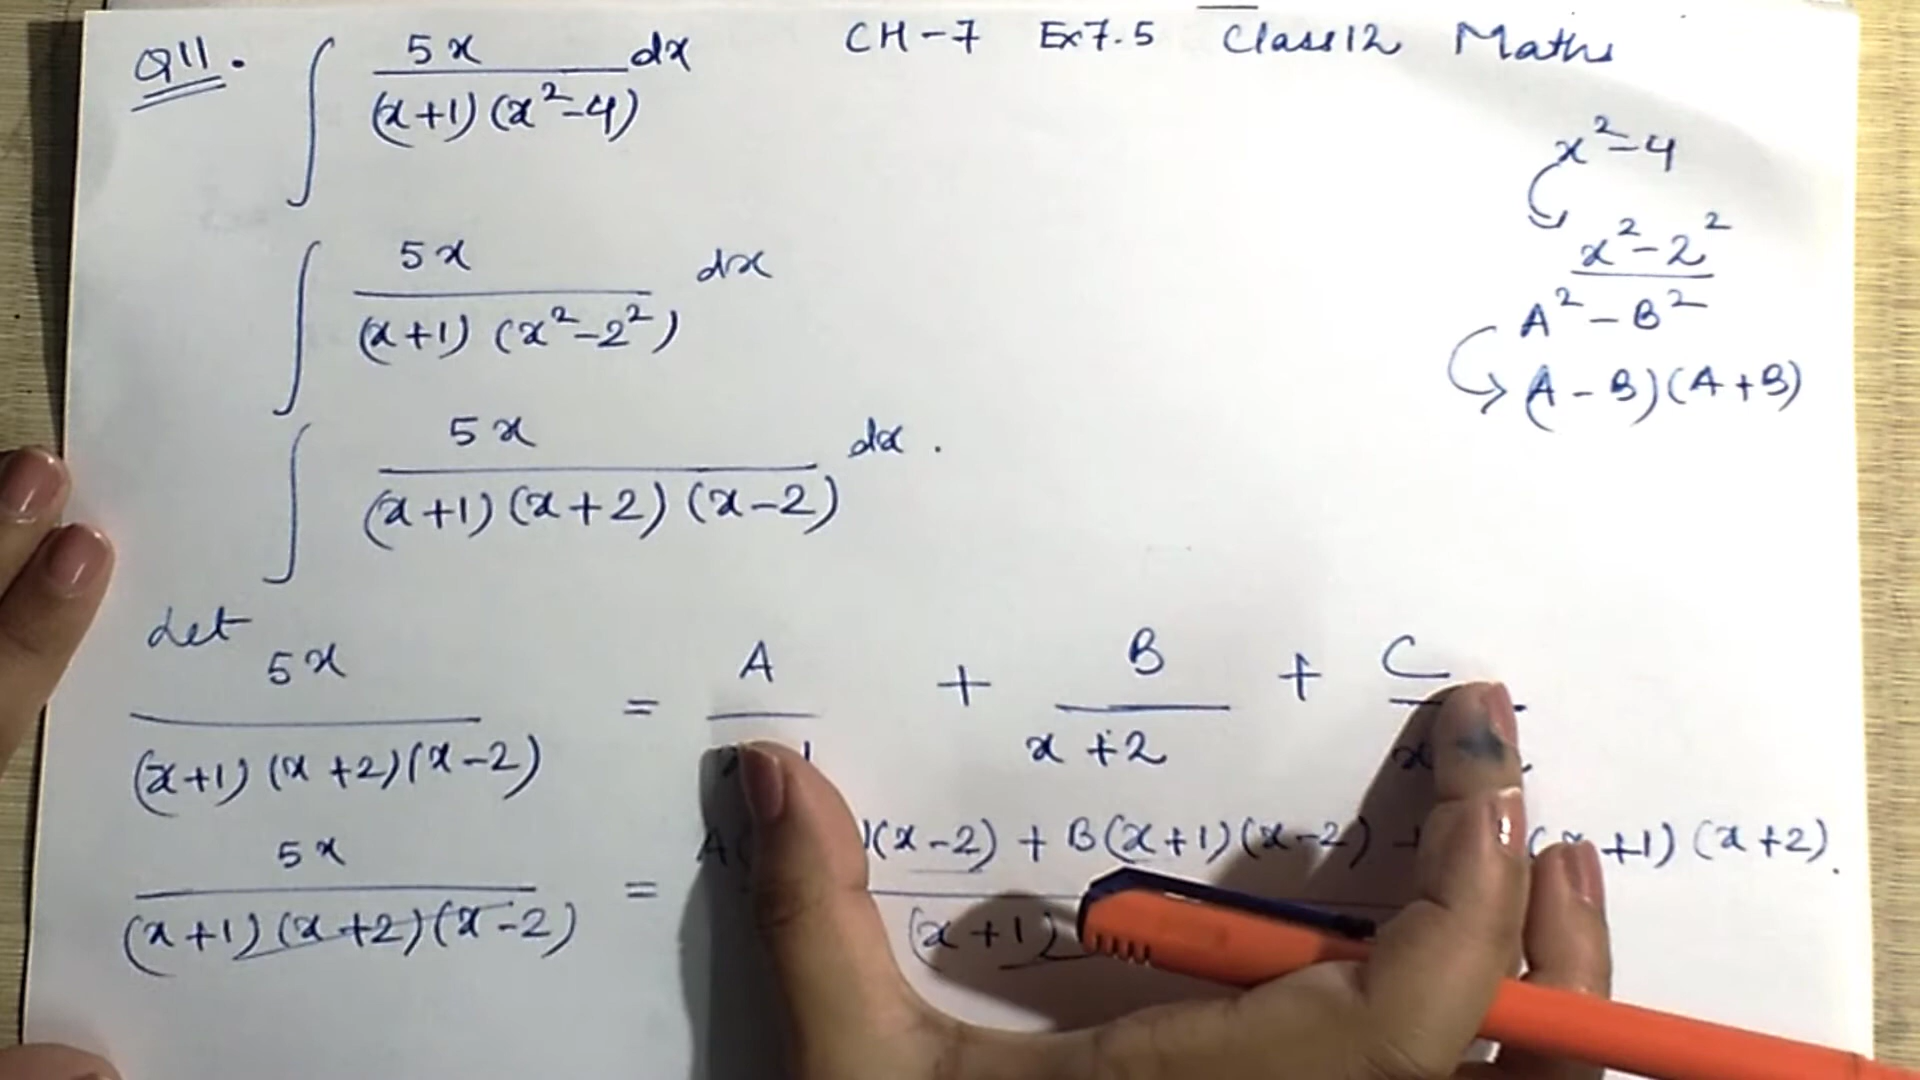 Q11. ∫ 5x / (x+1)(x²-4) dx
CH-7 Ex7.5 Class12 Maths
x²-4
x²-2²
A²-B²
(A-B)(A+B)
∫ 5x / (x+1)(x²-2²) dx
∫ 5x / (x+1)(x+2)(x-2) dx.
Let
5x / (x+1)(x+2)(x-2) = A + B / x+2 + C
5x / (x+1)(x+2)(x-2) = A( )(x-2) + B(x+1)(x-2) + (x+1)(x+2). / (x+1)